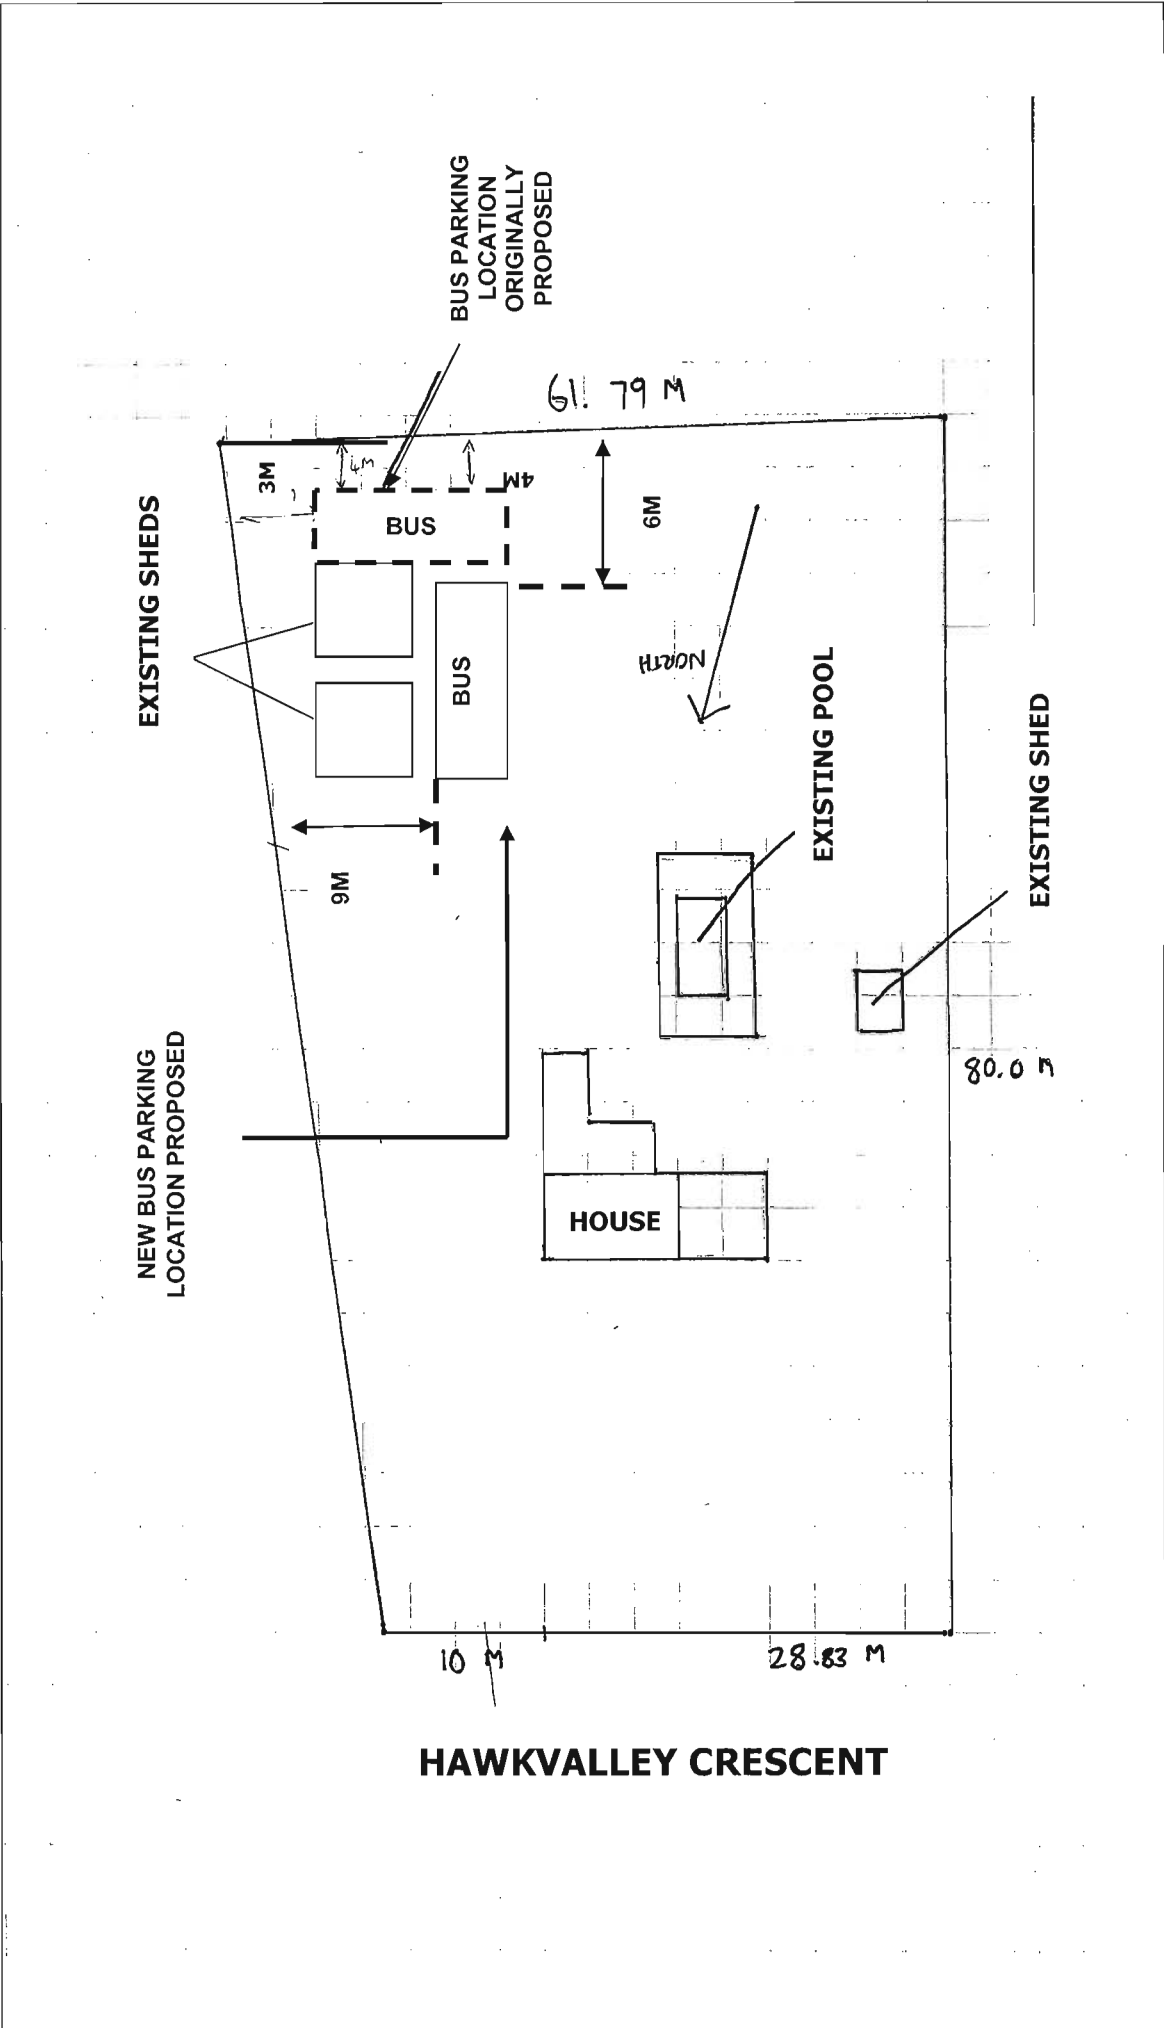 BUS PARKING
LOCATION
ORIGINALLY
PROPOSED
61.79 M
3M
4M
4M
BUS
6M
EXISTING SHEDS
BUS
NORTH
EXISTING POOL
EXISTING SHED
9M
NEW BUS PARKING
LOCATION PROPOSED
80.0 M
HOUSE
10 M
28.83 M
HAWKVALLEY CRESCENT